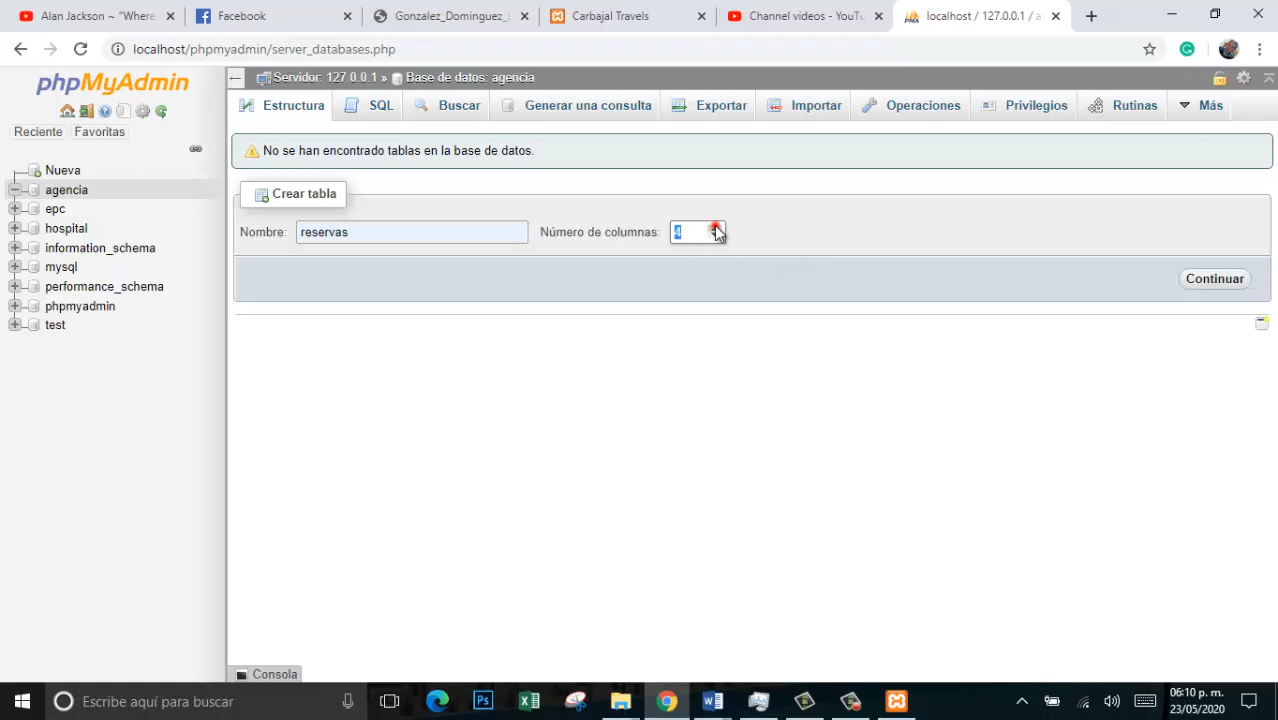 Alan Jackson ~ "Where
Facebook
Gonzalez_Dominguez_
Carbajal Travels
Channel videos - YouTu
localhost / 127.0.0.1 / a
localhost/phpmyadmin/server_databases.php
phpMyAdmin
Reciente
Favoritas
Nueva
agencia
epc
hospital
information_schema
mysql
performance_schema
phpmyadmin
test
Servidor: 127.0.0.1 » Base de datos: agencia
Estructura
SQL
Buscar
Generar una consulta
Exportar
Importar
Operaciones
Privilegios
Rutinas
Más
No se han encontrado tablas en la base de datos.
Crear tabla
Nombre: reservas
Número de columnas: 4
Continuar
Consola
Escribe aquí para buscar
06:10 p. m.
23/05/2020